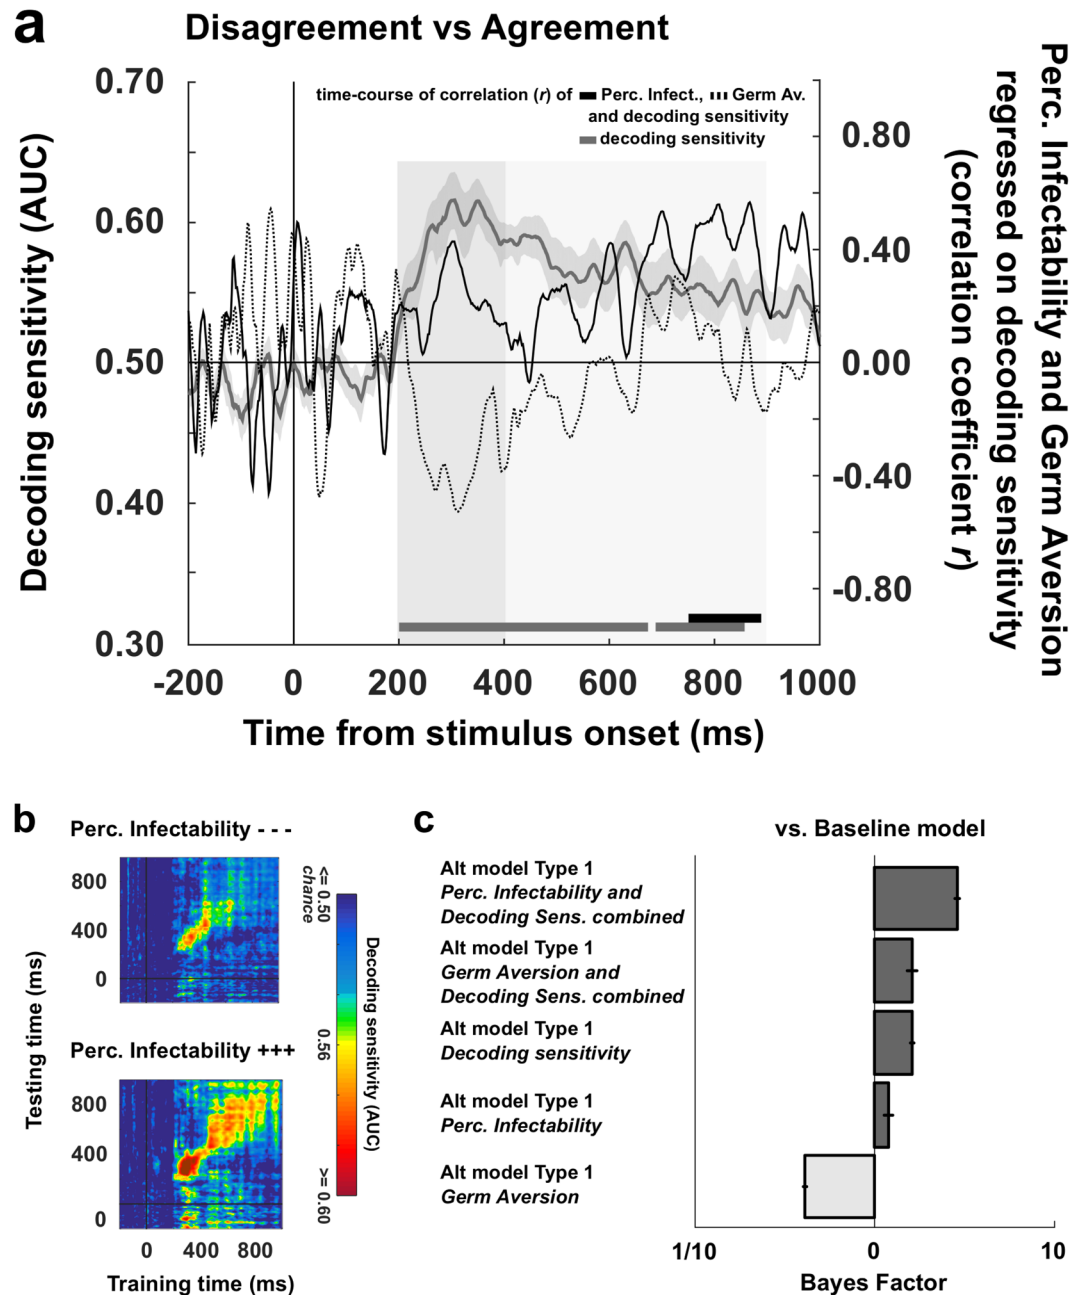 a
Disagreement vs Agreement
time-course of correlation (r) of Perc. Infect., Germ Av.
and decoding sensitivity
decoding sensitivity
Decoding sensitivity (AUC)
0.70
0.60
0.50
0.40
0.30
0.80
0.40
0.00
-0.40
-0.80
Perc. Infectability and Germ Aversion
regressed on decoding sensitivity
(correlation coefficient r)
-200 0 200 400 600 800 1000
Time from stimulus onset (ms)
b
Perc. Infectability - - -
800
400
0
Perc. Infectability +++
800
400
0
Testing time (ms)
0 400 800
Training time (ms)
<= 0.50
chance
0.56
>= 0.60
Decoding sensitivity (AUC)
c
vs. Baseline model
Alt model Type 1
Perc. Infectability and
Decoding Sens. combined
Alt model Type 1
Germ Aversion and
Decoding Sens. combined
Alt model Type 1
Decoding sensitivity
Alt model Type 1
Perc. Infectability
Alt model Type 1
Germ Aversion
1/10 0 10
Bayes Factor